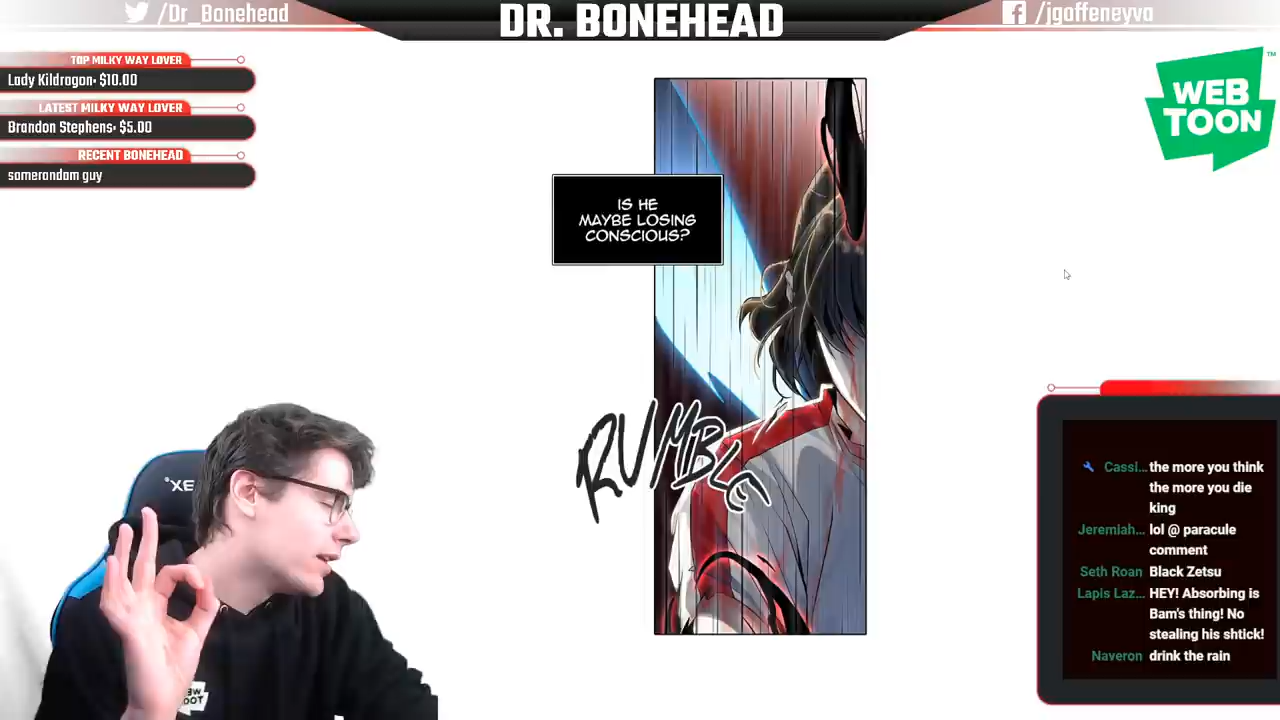 /Dr_Bonehead
DR. BONEHEAD
/jgaffeneyva
TOP MILKY WAY LOVER
Lady Kildragon• $10.00
LATEST MILKY WAY LOVER
Brandon Stephens• $5.00
RECENT BONEHEAD
samerandam guy
WEB
TOON
™
IS HE
MAYBE LOSING
CONSCIOUS?
RUMBLE
Cassi... the more you think
the more you die
king
Jeremiah... lol @ paracule
comment
Seth Roan Black Zetsu
Lapis Laz... HEY! Absorbing is
Bam's thing! No
stealing his shtick!
Naveron drink the rain